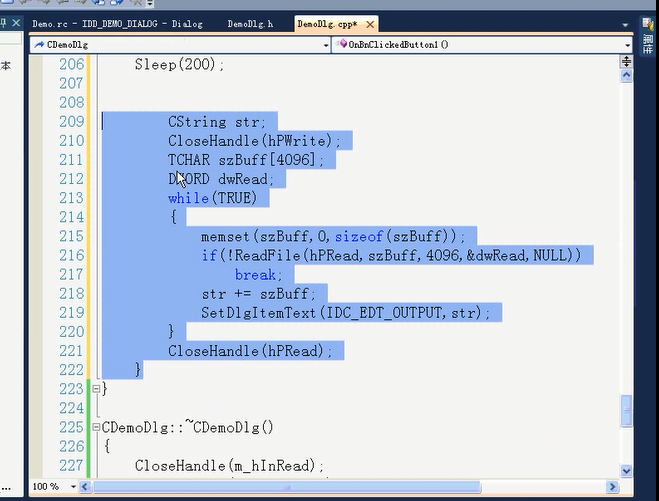 Demo.rc - IDD_DEMO_DIALOG - Dialog DemoDlg.h DemoDlg.cpp*
CDemoDlg OnBnClickedButton1()
本
206 Sleep(200);
207
208
209 CString str;
210 CloseHandle(hPWrite);
211 TCHAR szBuff[4096];
212 DWORD dwRead;
213 while(TRUE)
214 {
215 memset(szBuff,0,sizeof(szBuff));
216 if(!ReadFile(hPRead,szBuff,4096,&dwRead,NULL))
217 break;
218 str += szBuff;
219 SetDlgItemText(IDC_EDT_OUTPUT,str);
220 }
221 CloseHandle(hPRead);
222 }
223 }
224
225 CDemoDlg::~CDemoDlg()
226 {
227 CloseHandle(m_hInRead);
100 %